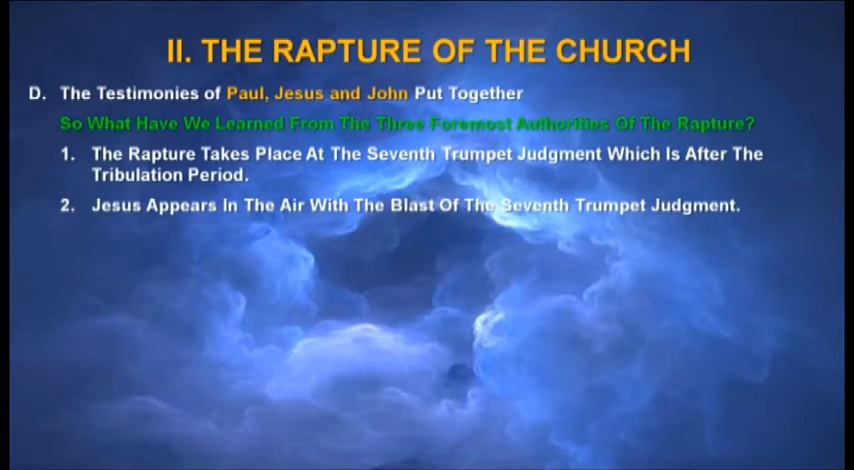 II. THE RAPTURE OF THE CHURCH
D. The Testimonies of Paul, Jesus and John Put Together
So What Have We Learned From The Three Foremost Authorities Of The Rapture?
1. The Rapture Takes Place At The Seventh Trumpet Judgment Which Is After The
Tribulation Period.
2. Jesus Appears In The Air With The Blast Of The Seventh Trumpet Judgment.